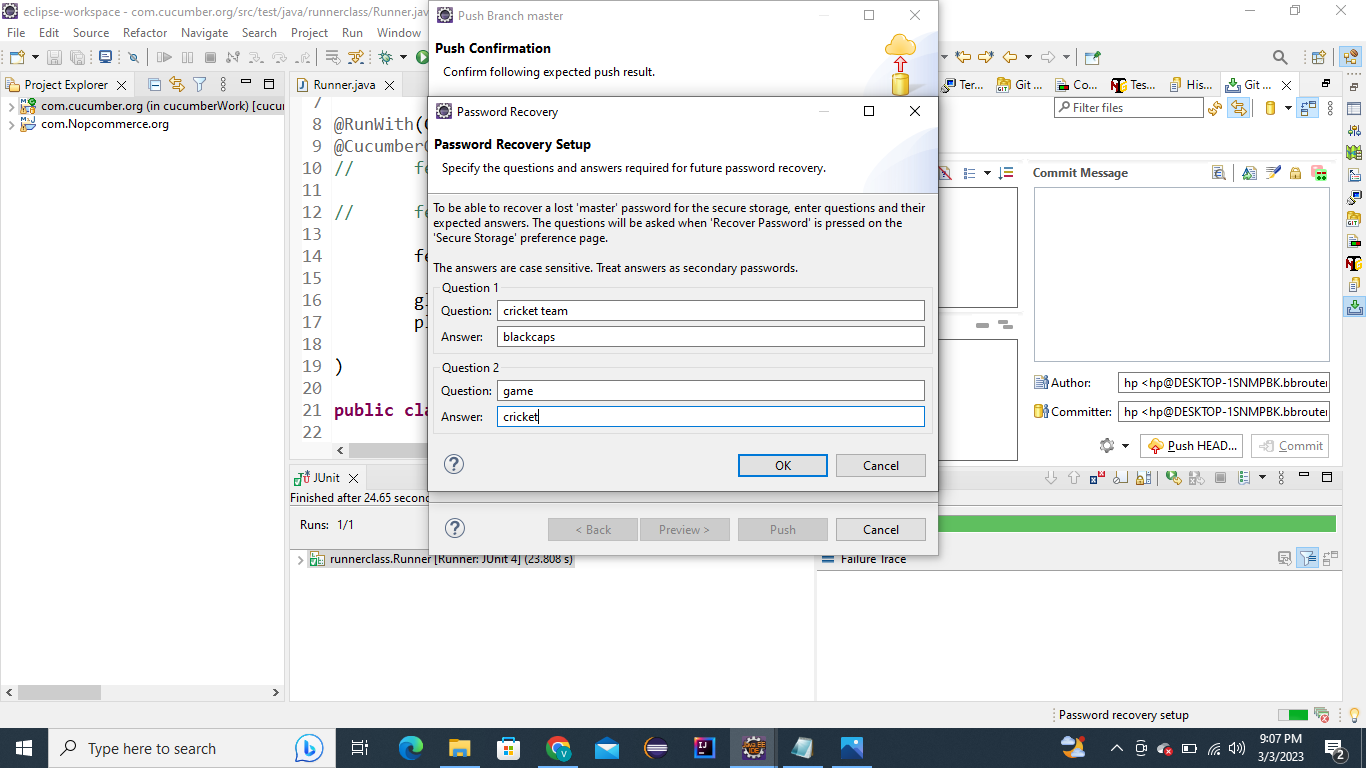 eclipse-workspace - com.cucumber.org/src/test/java/runnerclass/Runner.jav
File Edit Source Refactor Navigate Search Project Run Window
Push Branch master
Push Confirmation
Confirm following expected push result.
Project Explorer
Runner.java
Ter...
Git ...
Co...
Tes...
His...
Git ...
com.cucumber.org (in cucumberWork) [cucu
com.Nopcommerce.org
Filter files
7
8 @RunWith(
9 @Cucumber
10 // fe
11
12 // fe
13
14 fe
15
16 gl
17 pl
18
19 )
20
21 public cla
22
Password Recovery
Password Recovery Setup
Specify the questions and answers required for future password recovery.
To be able to recover a lost 'master' password for the secure storage, enter questions and their
expected answers. The questions will be asked when 'Recover Password' is pressed on the
'Secure Storage' preference page.
The answers are case sensitive. Treat answers as secondary passwords.
Question 1
Question: cricket team
Answer: blackcaps
Question 2
Question: game
Answer: cricket
OK Cancel
< Back Preview > Push Cancel
Commit Message
Author: hp <hp@DESKTOP-1SNMPBK.bbrouter
Committer: hp <hp@DESKTOP-1SNMPBK.bbrouter
Push HEAD... Commit
JUnit
Finished after 24.65 second
Runs: 1/1
runnerclass.Runner [Runner: JUnit 4] (23.808 s)
Failure Trace
Password recovery setup
Type here to search
9:07 PM
3/3/2023
2